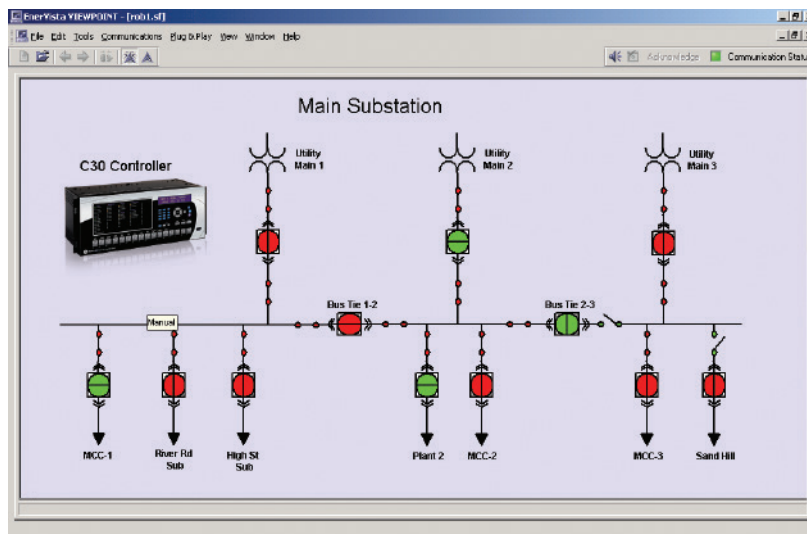 EnerVista VIEWPOINT - [rob1.sf]
File Edit Tools Communications Plug & Play View Window Help
Acknowledge Communication Statu
Main Substation
C30 Controller
Utility
Main 1
Utility
Main 2
Utility
Main 3
Bus Tie 1-2
Bus Tie 2-3
Manual
MCC-1
River Rd
Sub
High St
Sub
Plant 2
MCC-2
MCC-3
Sand Hill